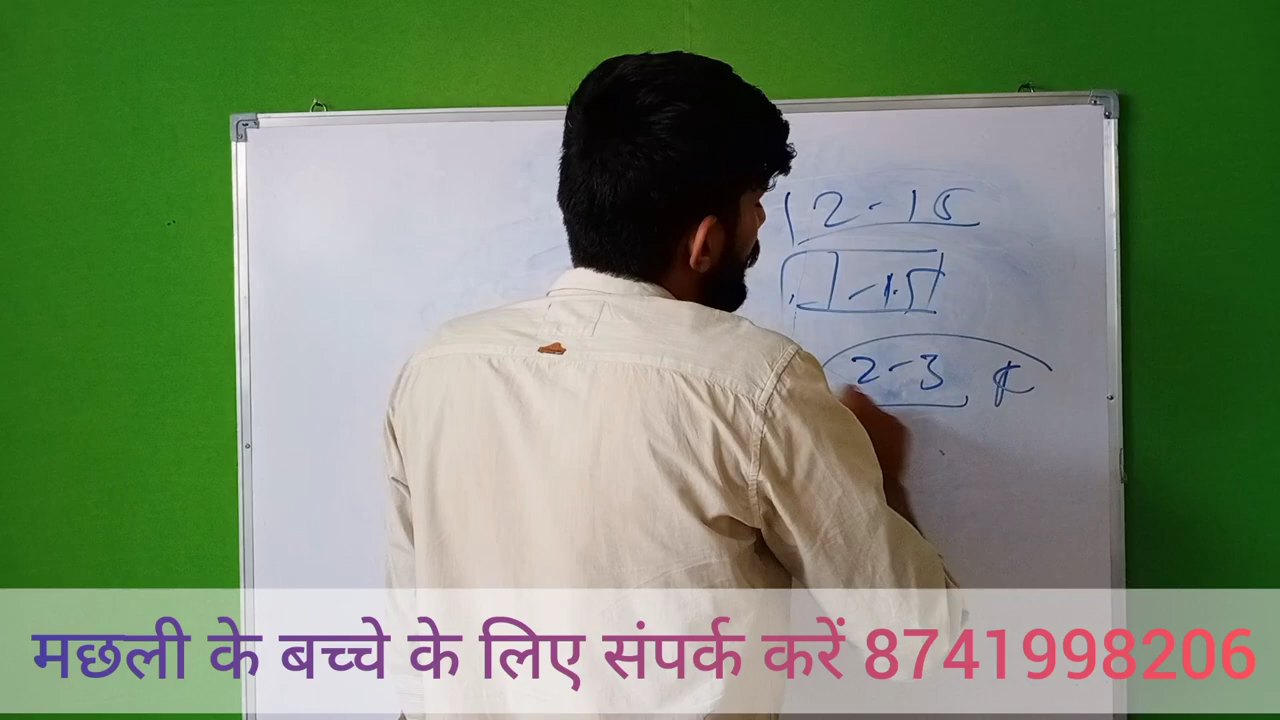 12-15
1-1.5
2-3 ₹
मछली के बच्चे के लिए संपर्क करें 8741998206